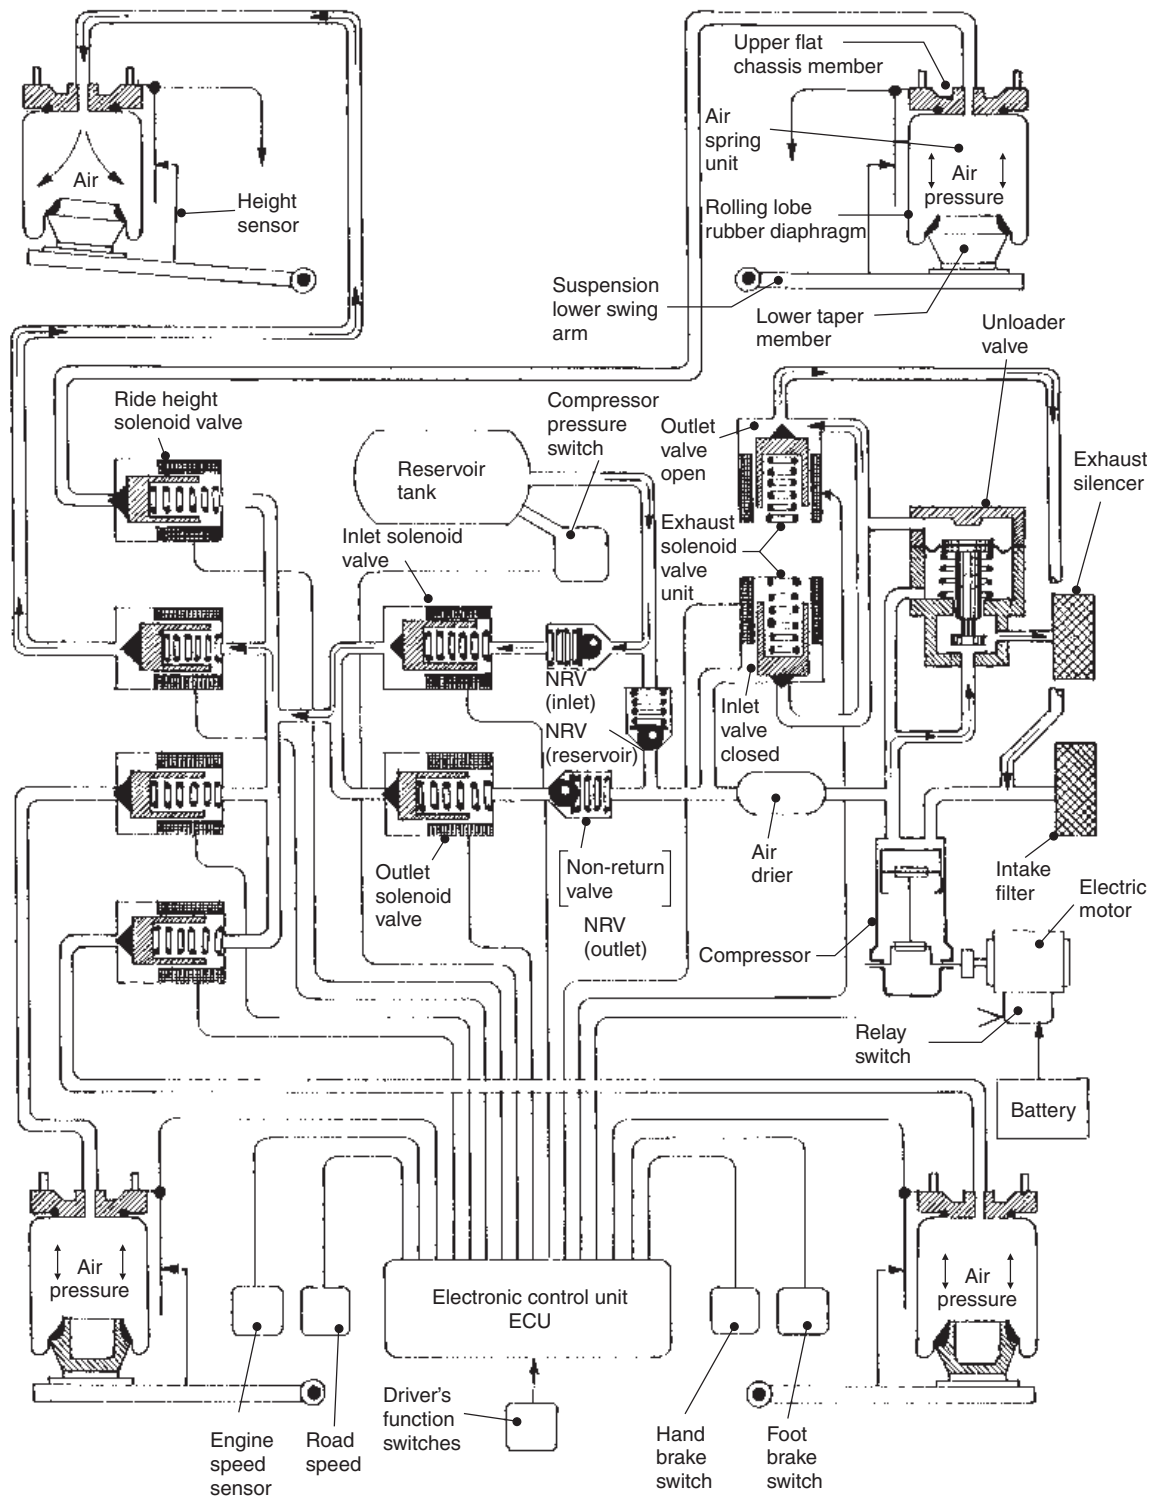 Upper flat
chassis member
Air
spring
unit
Air
pressure
Air
Height
sensor
Rolling lobe
rubber diaphragm
Suspension
lower swing
arm
Lower taper
member
Unloader
valve
Ride height
solenoid valve
Compressor
pressure
switch
Outlet
valve
open
Exhaust
silencer
Reservoir
tank
Inlet solenoid
valve
Exhaust
solenoid
valve
unit
NRV
(inlet)
NRV
(reservoir)
Inlet
valve
closed
Air
drier
Intake
filter
Outlet
solenoid
valve
Non-return
valve
NRV
(outlet)
Electric
motor
Compressor
Relay
switch
Battery
Air
pressure
Air
pressure
Electronic control unit
ECU
Driver's
function
switches
Engine
speed
sensor
Road
speed
Hand
brake
switch
Foot
brake
switch